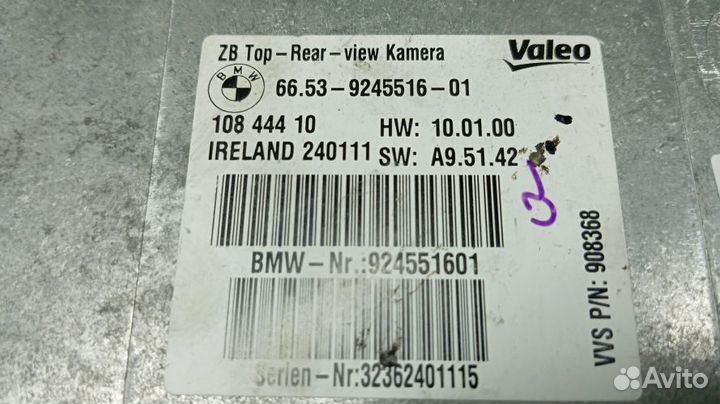 ZB Top-Rear-view Kamera
Valeo
BMW
66.53-9245516-01
108 444 10 HW: 10.01.00
IRELAND 240111 SW: A9.51.42
BMW-Nr.:924551601
Serien-Nr:32362401115
VVS P/N: 908368
Avito